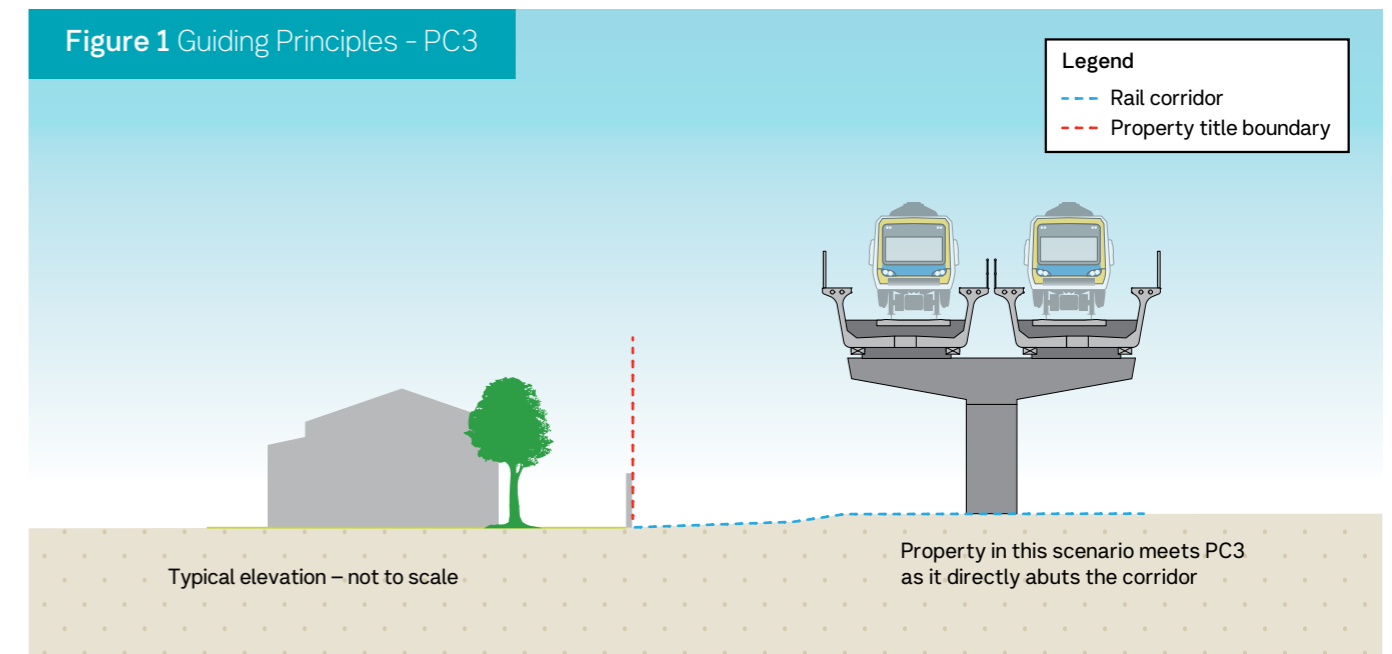 Figure 1 Guiding Principles - PC3
Legend
Rail corridor
Property title boundary
Typical elevation – not to scale
Property in this scenario meets PC3
as it directly abuts the corridor